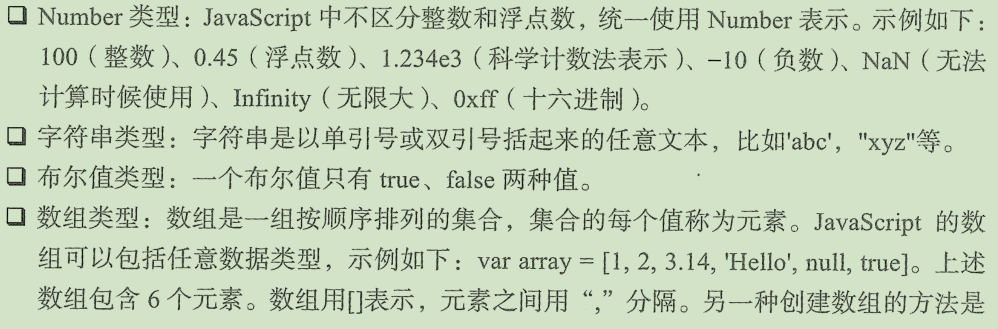 ❑ Number 类型：JavaScript 中不区分整数和浮点数，统一使用 Number 表示。示例如下：
100（整数）、0.45（浮点数）、1.234e3（科学计数法表示）、−10（负数）、NaN（无法
计算时候使用）、Infinity（无限大）、0xff（十六进制）。
❑ 字符串类型：字符串是以单引号或双引号括起来的任意文本，比如'abc'，"xyz"等。
❑ 布尔值类型：一个布尔值只有 true、false 两种值。
❑ 数组类型：数组是一组按顺序排列的集合，集合的每个值称为元素。JavaScript 的数
组可以包括任意数据类型，示例如下：var array = [1, 2, 3.14, 'Hello', null, true]。上述
数组包含 6 个元素。数组用[]表示，元素之间用“,”分隔。另一种创建数组的方法是